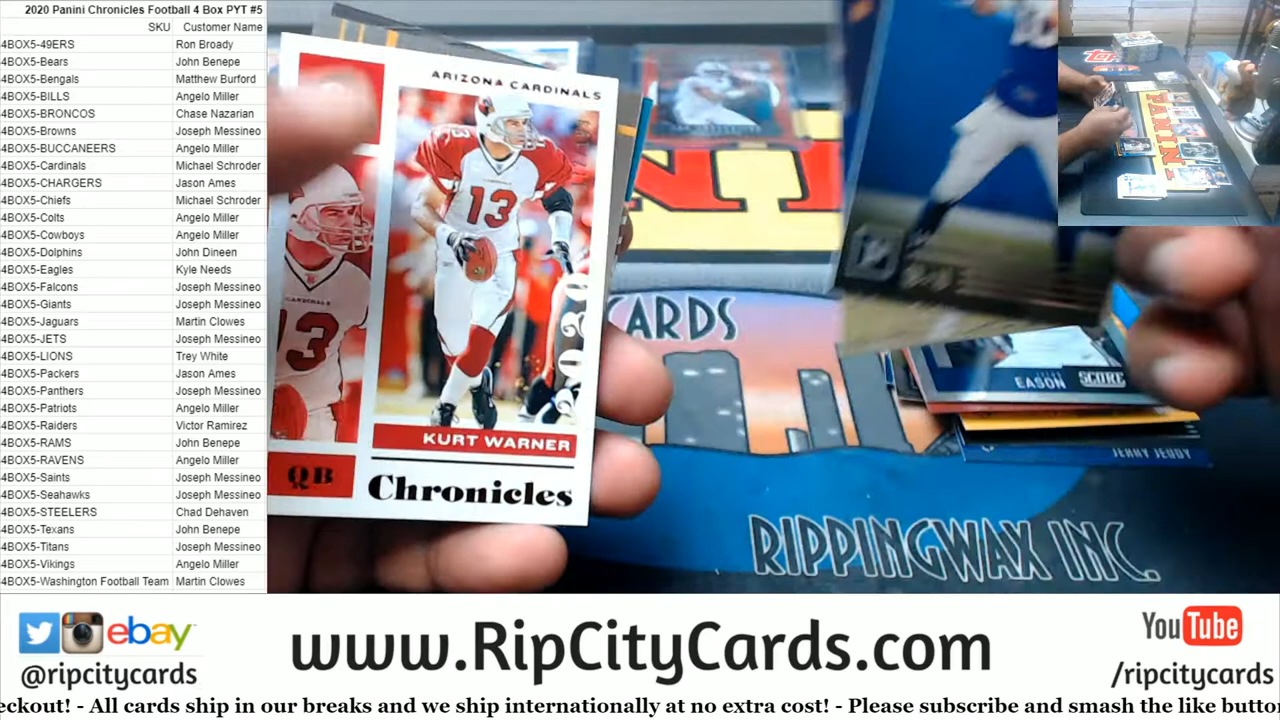 2020 Panini Chronicles Football 4 Box PYT #5
SKU Customer Name
4BOX5-49ERS Ron Broady
4BOX5-Bears John Benepe
4BOX5-Bengals Matthew Burford
4BOX5-BILLS Angelo Miller
4BOX5-BRONCOS Chase Nazarian
4BOX5-Browns Joseph Messineo
4BOX5-BUCCANEERS Angelo Miller
4BOX5-Cardinals Michael Schroder
4BOX5-CHARGERS Jason Ames
4BOX5-Chiefs Michael Schroder
4BOX5-Colts Angelo Miller
4BOX5-Cowboys Angelo Miller
4BOX5-Dolphins John Dineen
4BOX5-Eagles Kyle Needs
4BOX5-Falcons Joseph Messineo
4BOX5-Giants Joseph Messineo
4BOX5-Jaguars Martin Clowes
4BOX5-JETS Joseph Messineo
4BOX5-LIONS Trey White
4BOX5-Packers Jason Ames
4BOX5-Panthers Joseph Messineo
4BOX5-Patriots Angelo Miller
4BOX5-Raiders Victor Ramirez
4BOX5-RAMS John Benepe
4BOX5-RAVENS Angelo Miller
4BOX5-Saints Joseph Messineo
4BOX5-Seahawks Joseph Messineo
4BOX5-STEELERS Chad Dehaven
4BOX5-Texans John Benepe
4BOX5-Titans Joseph Messineo
4BOX5-Vikings Angelo Miller
4BOX5-Washington Football Team Martin Clowes
ARIZONA CARDINALS
CARDINALS
13
13
KURT WARNER
QB
Chronicles
CARDS
EASON SCORE
JERRY JEUDY
RIPPINGWAX INC.
PANINI
ebay
@ripcitycards
www.RipCityCards.com
YouTube
/ripcitycards
eckout! - All cards ship in our breaks and we ship internationally at no extra cost! - Please subscribe and smash the like button